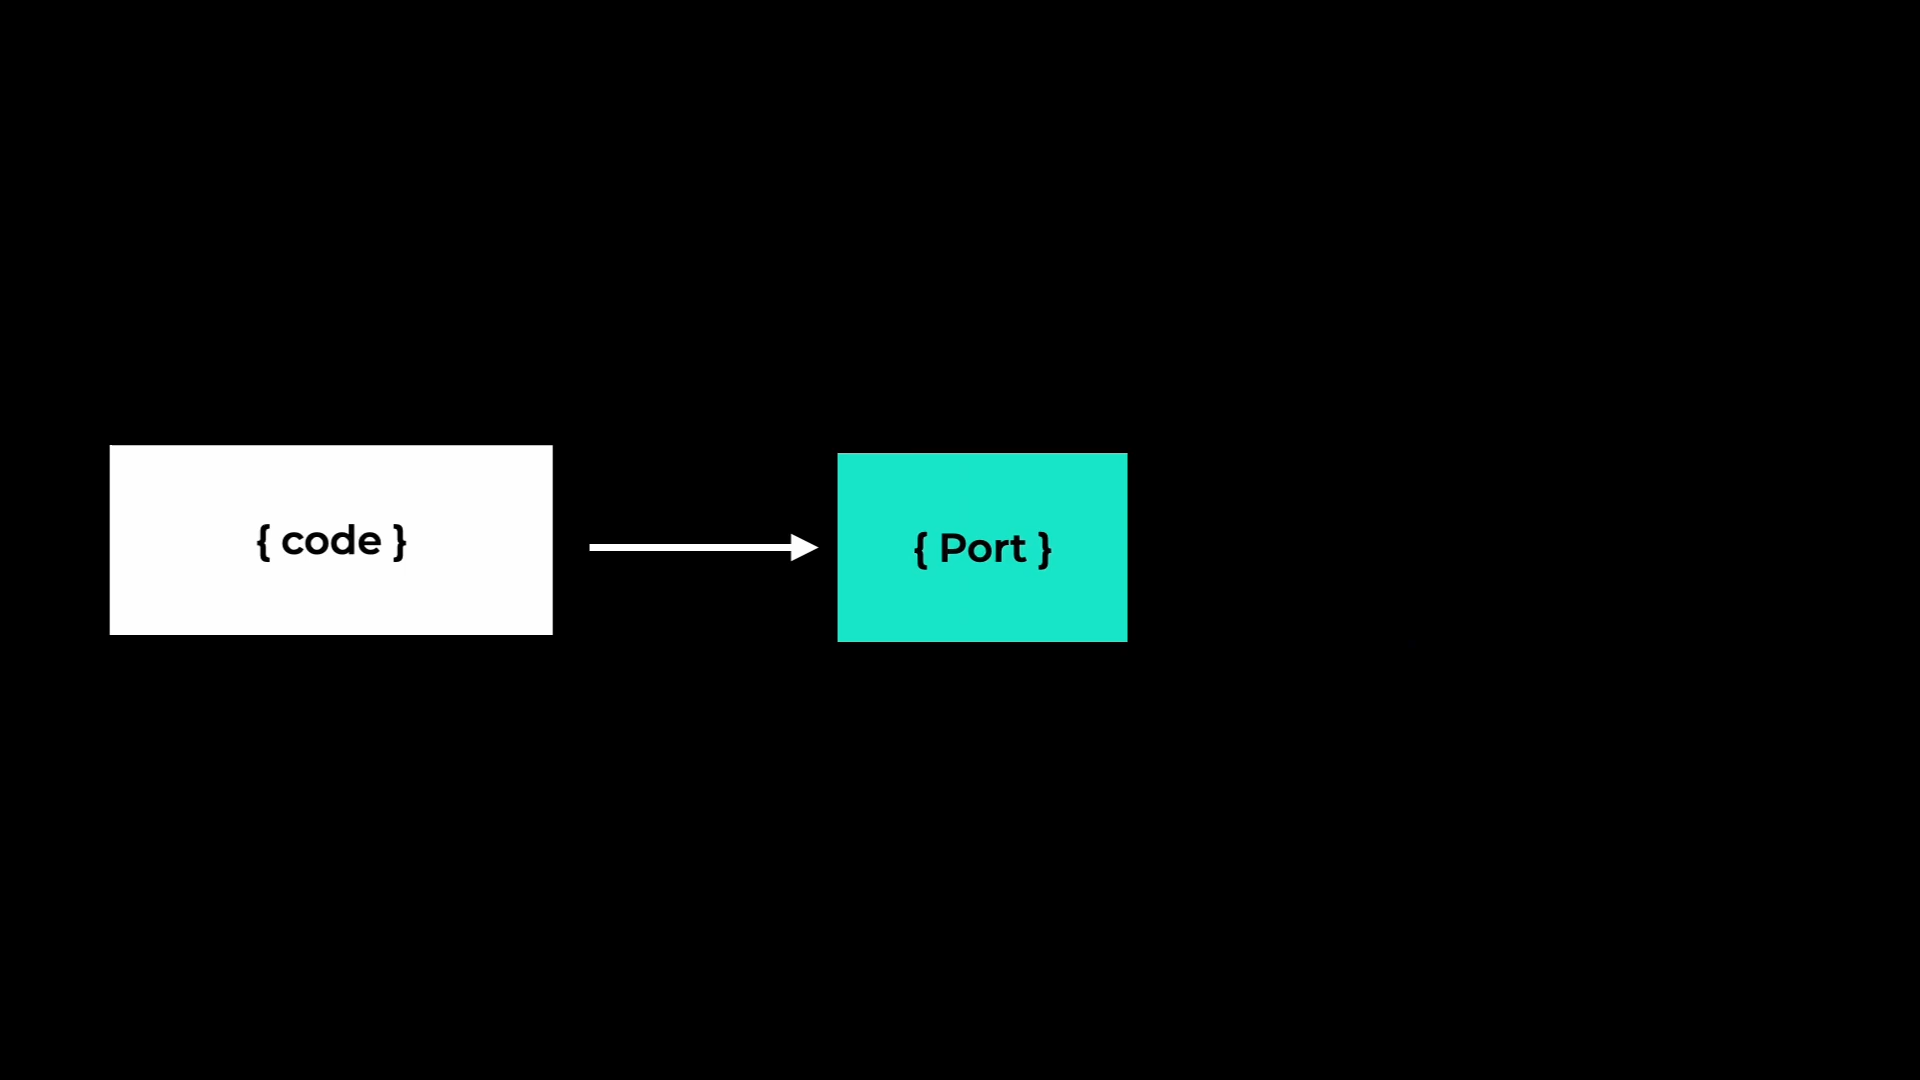 { code }
{ Port }